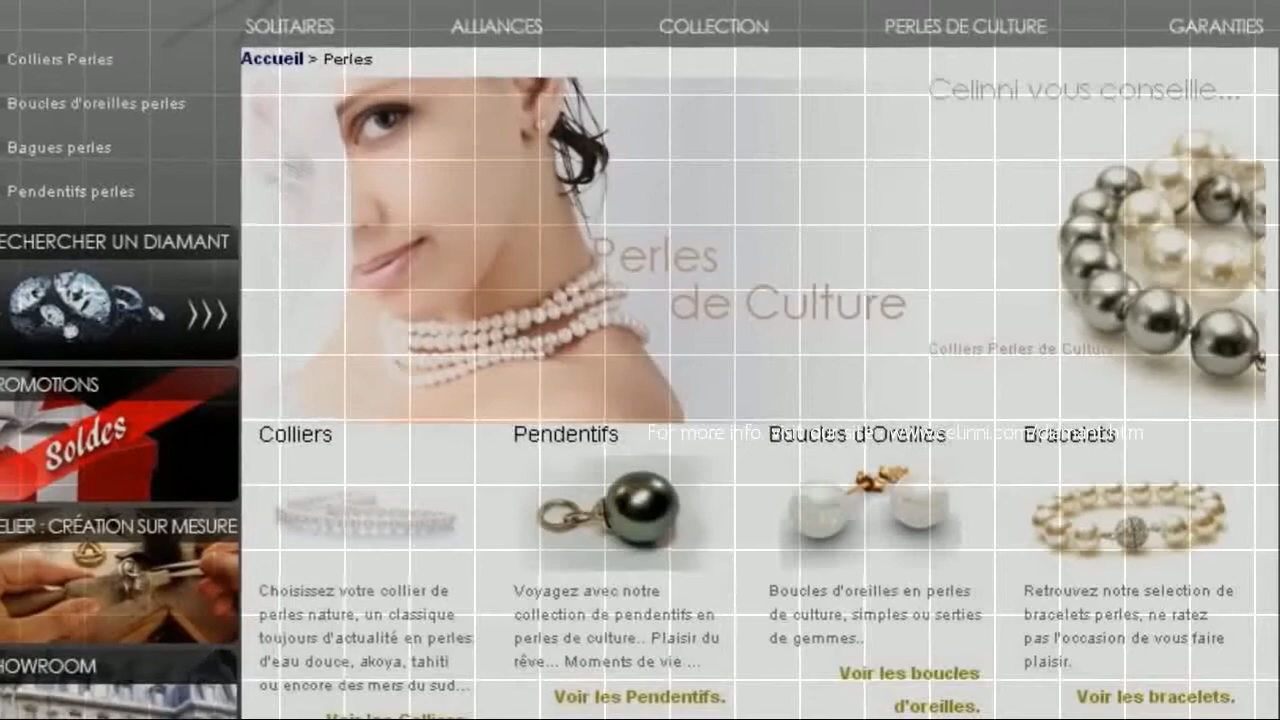 SOLITAIRES ALLIANCES COLLECTION PERLES DE CULTURE GARANTIES
Colliers Perles
Boucles d'oreilles perles
Bagues perles
Pendentifs perles
Accueil > Perles
Celinni vous conseille...
ECHERCHER UN DIAMANT
Perles
de Culture
Colliers Perles de Culture
ROMOTIONS
Soldes
ELIER : CRÉATION SUR MESURE
HOWROOM
Colliers
Pendentifs
Boucles d'Oreilles
Bracelets
For more info
Choisissez votre collier de
perles nature, un classique
toujours d'actualité en perles
d'eau douce, akoya, tahiti
ou encore des mers du sud...
Voir les Colliers.
Voyagez avec notre
collection de pendentifs en
perles de culture.. Plaisir du
rêve... Moments de vie ...
Voir les Pendentifs.
Boucles d'oreilles en perles
de culture, simples ou serties
de gemmes..
Voir les boucles
d'oreilles.
Retrouvez notre selection de
bracelets perles, ne ratez
pas l'occasion de vous faire
plaisir.
Voir les bracelets.